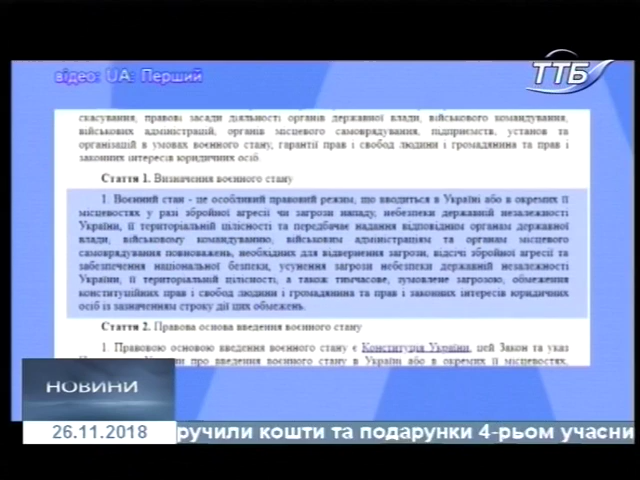 відео: UA: Перший
ТТБ
скасування, правові засади діяльності органів державної влади, військового командування,
військових адміністрацій, органів місцевого самоврядування, підприємств, установ та
організацій в умовах воєнного стану, гарантії прав і свобод людини і громадянина та прав і
законних інтересів юридичних осіб.
Стаття 1. Визначення воєнного стану
1. Воєнний стан - це особливий правовий режим, що вводиться в Україні або в окремих її
місцевостях у разі збройної агресії чи загрози нападу, небезпеки державній незалежності
України, її територіальній цілісності та передбачає надання відповідним органам державної
влади, військовому командуванню, військовим адміністраціям та органам місцевого
самоврядування повноважень, необхідних для відвернення загрози, відсічі збройної агресії та
забезпечення національної безпеки, усунення загрози небезпеки державній незалежності
України, її територіальній цілісності, а також тимчасове, зумовлене загрозою, обмеження
конституційних прав і свобод людини і громадянина та прав і законних інтересів юридичних
осіб із зазначенням строку дії цих обмежень.
Стаття 2. Правова основа введення воєнного стану
1. Правовою основою введення воєнного стану є Конституція України, цей Закон та указ
про введення воєнного стану в Україні або в окремих її місцевостях,
НОВИНИ
26.11.2018 ручили кошти та подарунки 4-рьом учасни